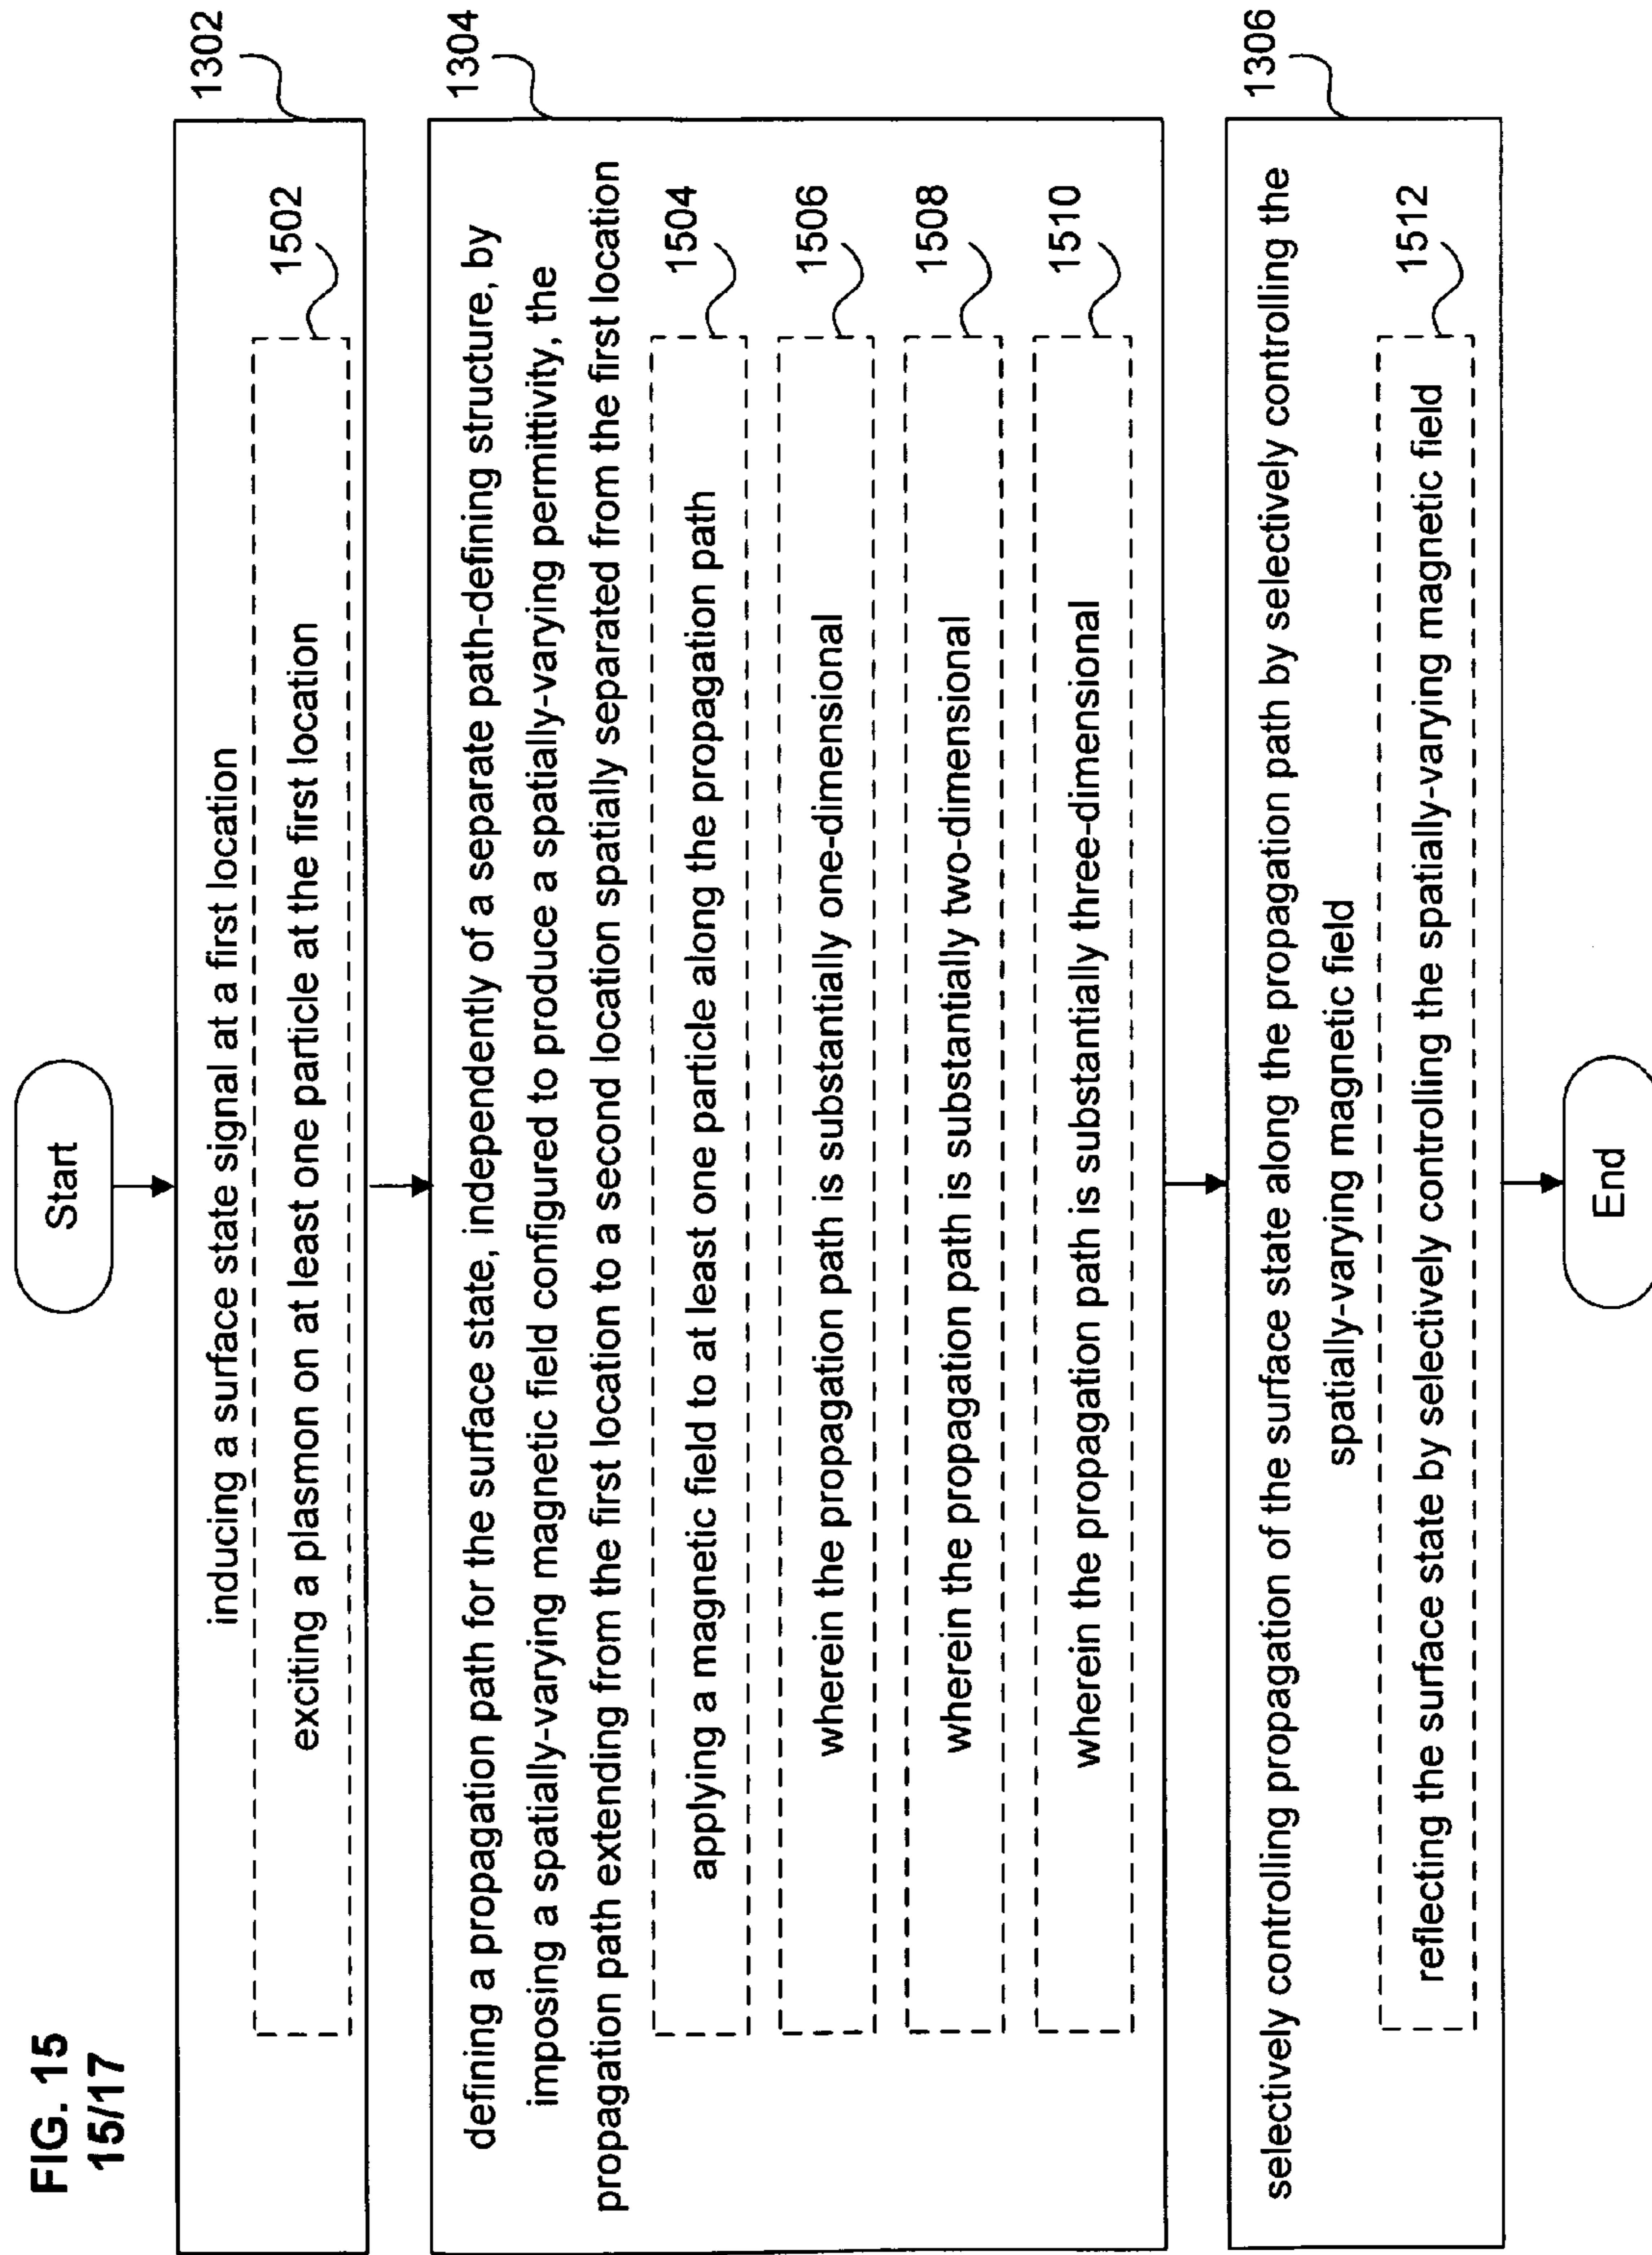 FIG. 15
15/17
Start
1302
inducing a surface state signal at a first location
1502
exciting a plasmon on at least one particle at the first location
1304
defining a propagation path for the surface state, independently of a separate path-defining structure, by
imposing a spatially-varying magnetic field configured to produce a spatially-varying permittivity, the
propagation path extending from the first location to a second location spatially separated from the first location
1504
applying a magnetic field to at least one particle along the propagation path
1506
wherein the propagation path is substantially one-dimensional
1508
wherein the propagation path is substantially two-dimensional
1510
wherein the propagation path is substantially three-dimensional
1306
selectively controlling propagation of the surface state along the propagation path by selectively controlling the
spatially-varying magnetic field
1512
reflecting the surface state by selectively controlling the spatially-varying magnetic field
End